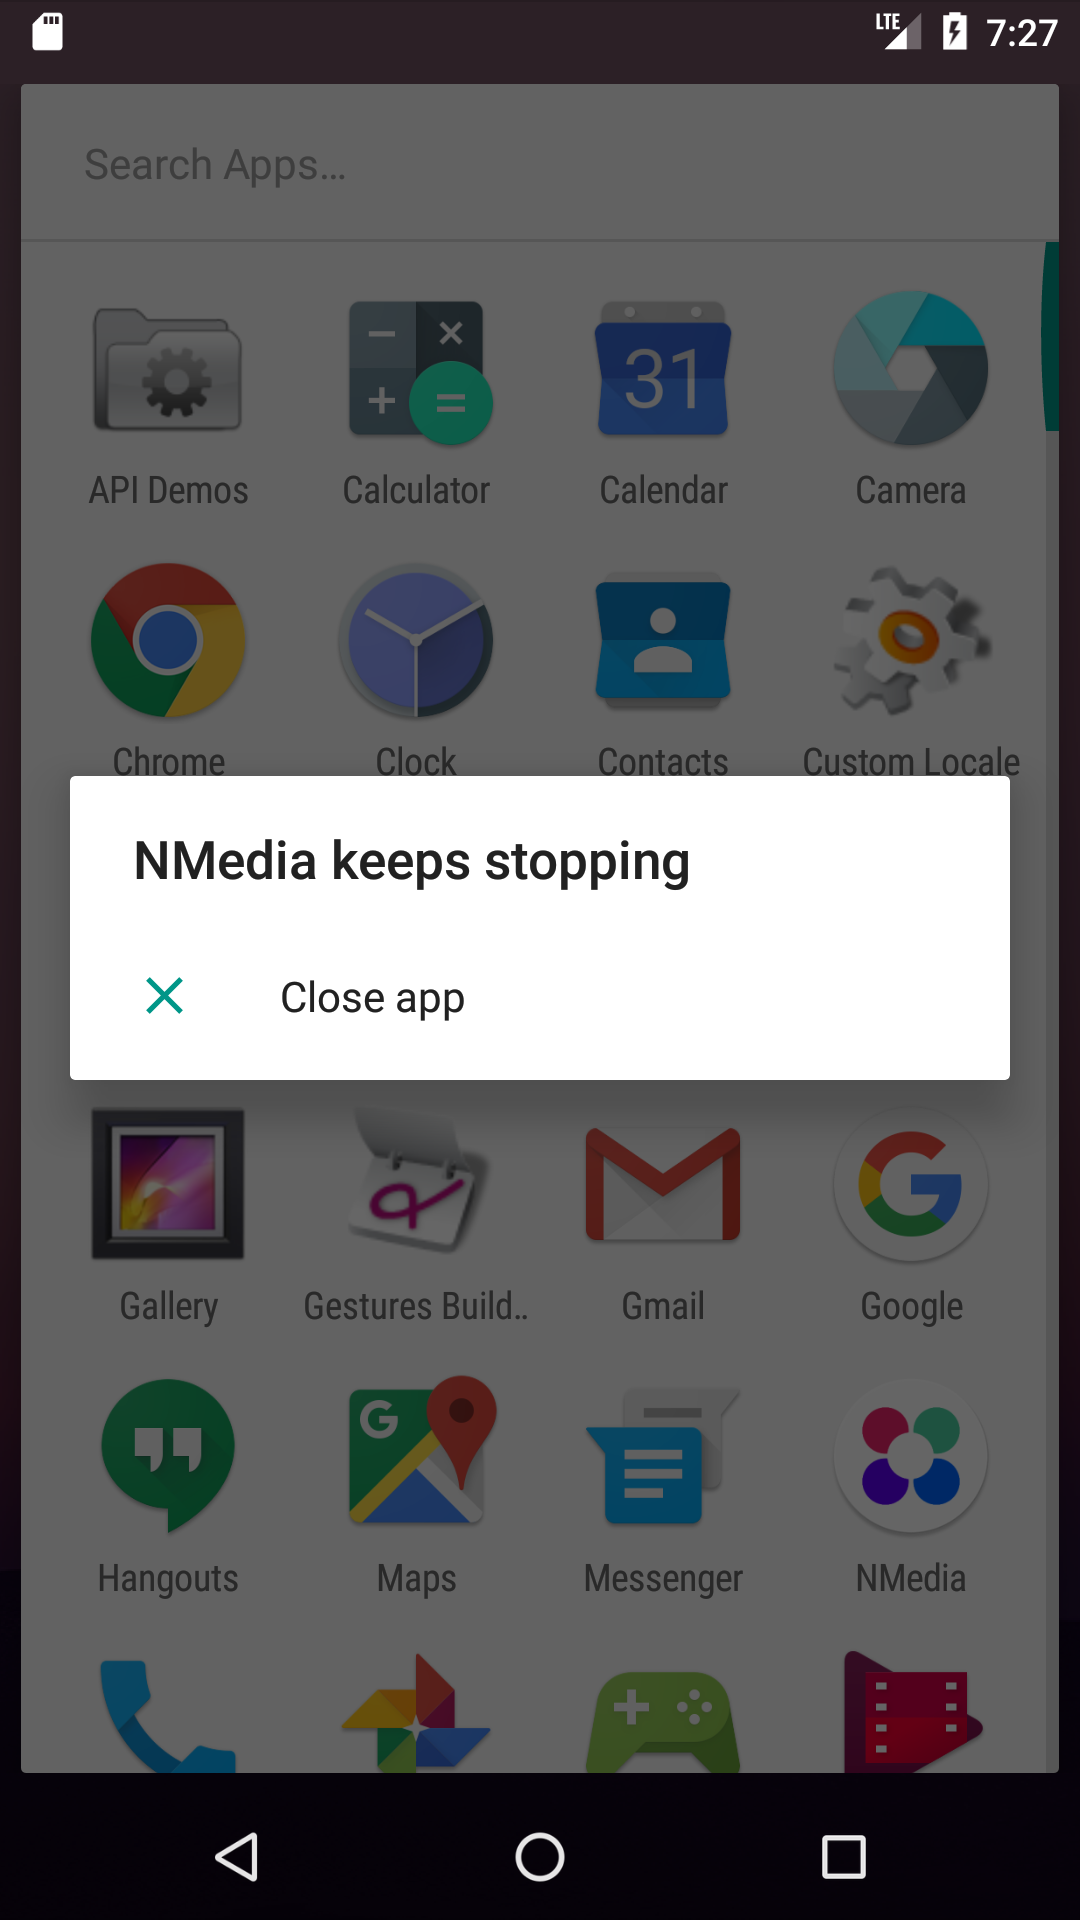 LTE 7:27
Search Apps...
31
API Demos Calculator Calendar Camera
Chrome Clock Contacts Custom Locale
NMedia keeps stopping
Close app
Gallery Gestures Build.. Gmail Google
Hangouts Maps Messenger NMedia